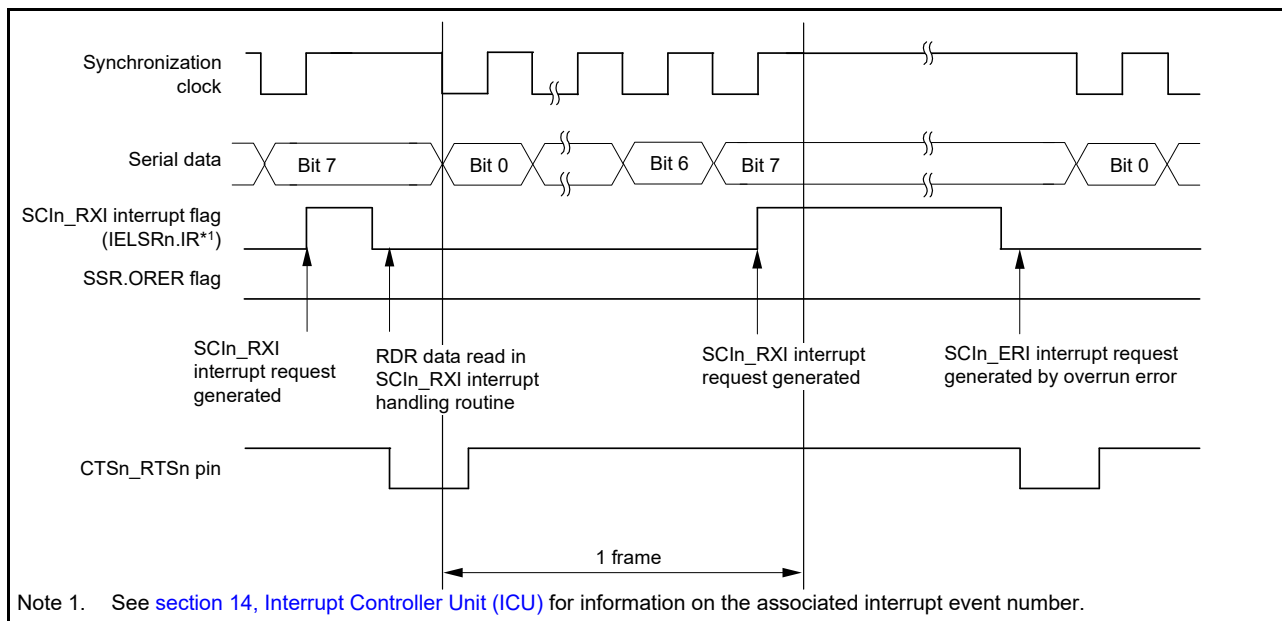 Synchronization
clock
Serial data
Bit 7
Bit 0
Bit 6
Bit 7
Bit 0
SCIn_RXI interrupt flag
(IELSRn.IR*1)
SSR.ORER flag
SCIn_RXI
interrupt request
generated
RDR data read in
SCIn_RXI interrupt
handling routine
SCIn_RXI interrupt
request generated
SCIn_ERI interrupt request
generated by overrun error
CTSn_RTSn pin
1 frame
Note 1. See section 14, Interrupt Controller Unit (ICU) for information on the associated interrupt event number.